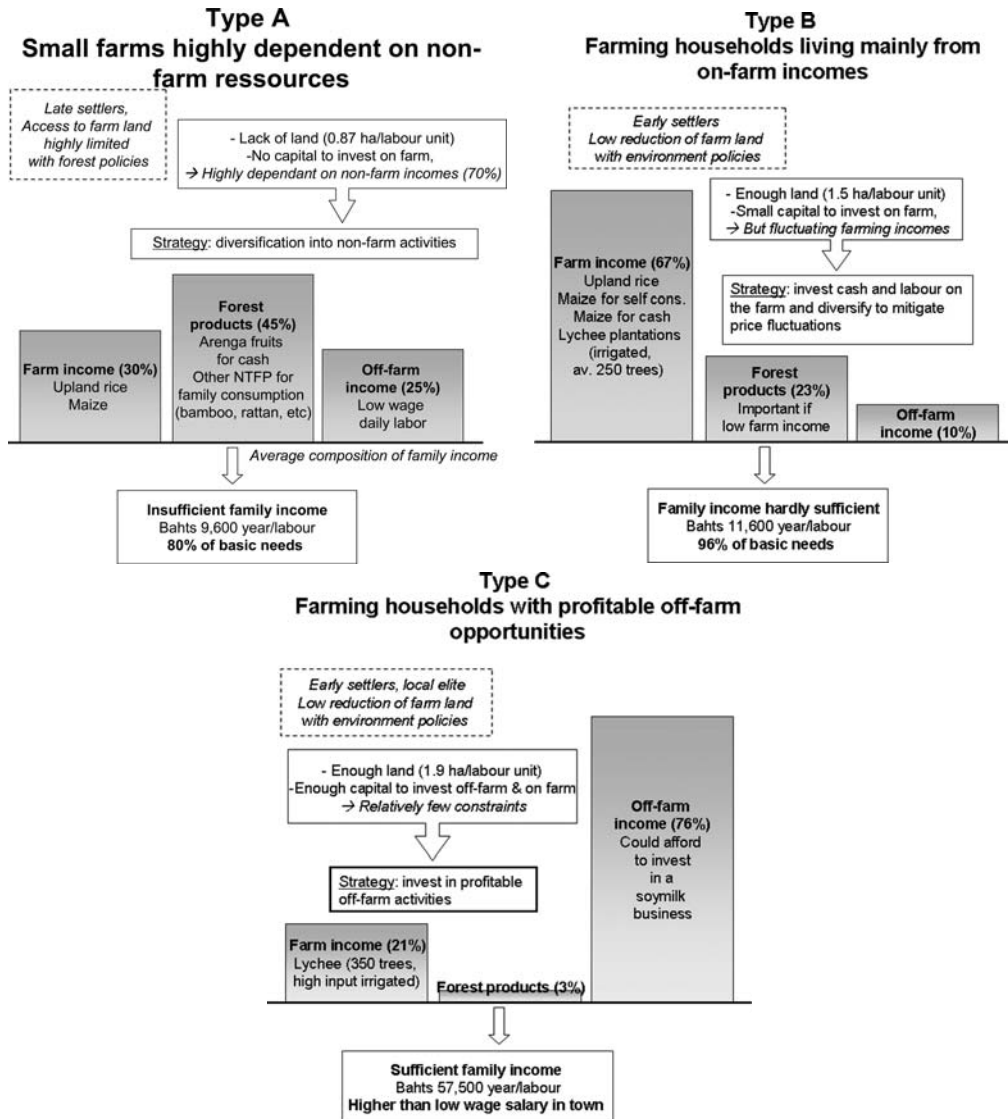 Type A
Small farms highly dependent on non-
farm ressources
Late settlers,
Access to farm land
highly limited
with forest policies
- Lack of land (0.87 ha/labour unit)
-No capital to invest on farm,
→ Highly dependant on non-farm incomes (70%)
Strategy: diversification into non-farm activities
Farm income (30%)
Upland rice
Maize
Forest
products (45%)
Arenga fruits
for cash
Other NTFP for
family consumption
(bamboo, rattan, etc)
Off-farm
income (25%)
Low wage
daily labor
Average composition of family income
Insufficient family income
Bahts 9,600 year/labour
80% of basic needs
Type B
Farming households living mainly from
on-farm incomes
Early settlers
Low reduction of farm land
with environment policies
- Enough land (1.5 ha/labour unit)
-Small capital to invest on farm,
→ But fluctuating farming incomes
Strategy: invest cash and labour on
the farm and diversify to mitigate
price fluctuations
Farm income (67%)
Upland rice
Maize for self cons.
Maize for cash
Lychee plantations
(irrigated,
av. 250 trees)
Forest
products (23%)
Important if
low farm income
Off-farm
income (10%)
Family income hardly sufficient
Bahts 11,600 year/labour
96% of basic needs
Type C
Farming households with profitable off-farm
opportunities
Early settlers, local elite
Low reduction of farm land
with environment policies
- Enough land (1.9 ha/labour unit)
-Enough capital to invest off-farm & on farm
→ Relatively few constraints
Strategy: invest in profitable
off-farm activities
Farm income (21%)
Lychee (350 trees,
high input irrigated)
Forest products (3%)
Off-farm
income (76%)
Could afford
to invest
in a
soymilk
business
Sufficient family income
Bahts 57,500 year/labour
Higher than low wage salary in town